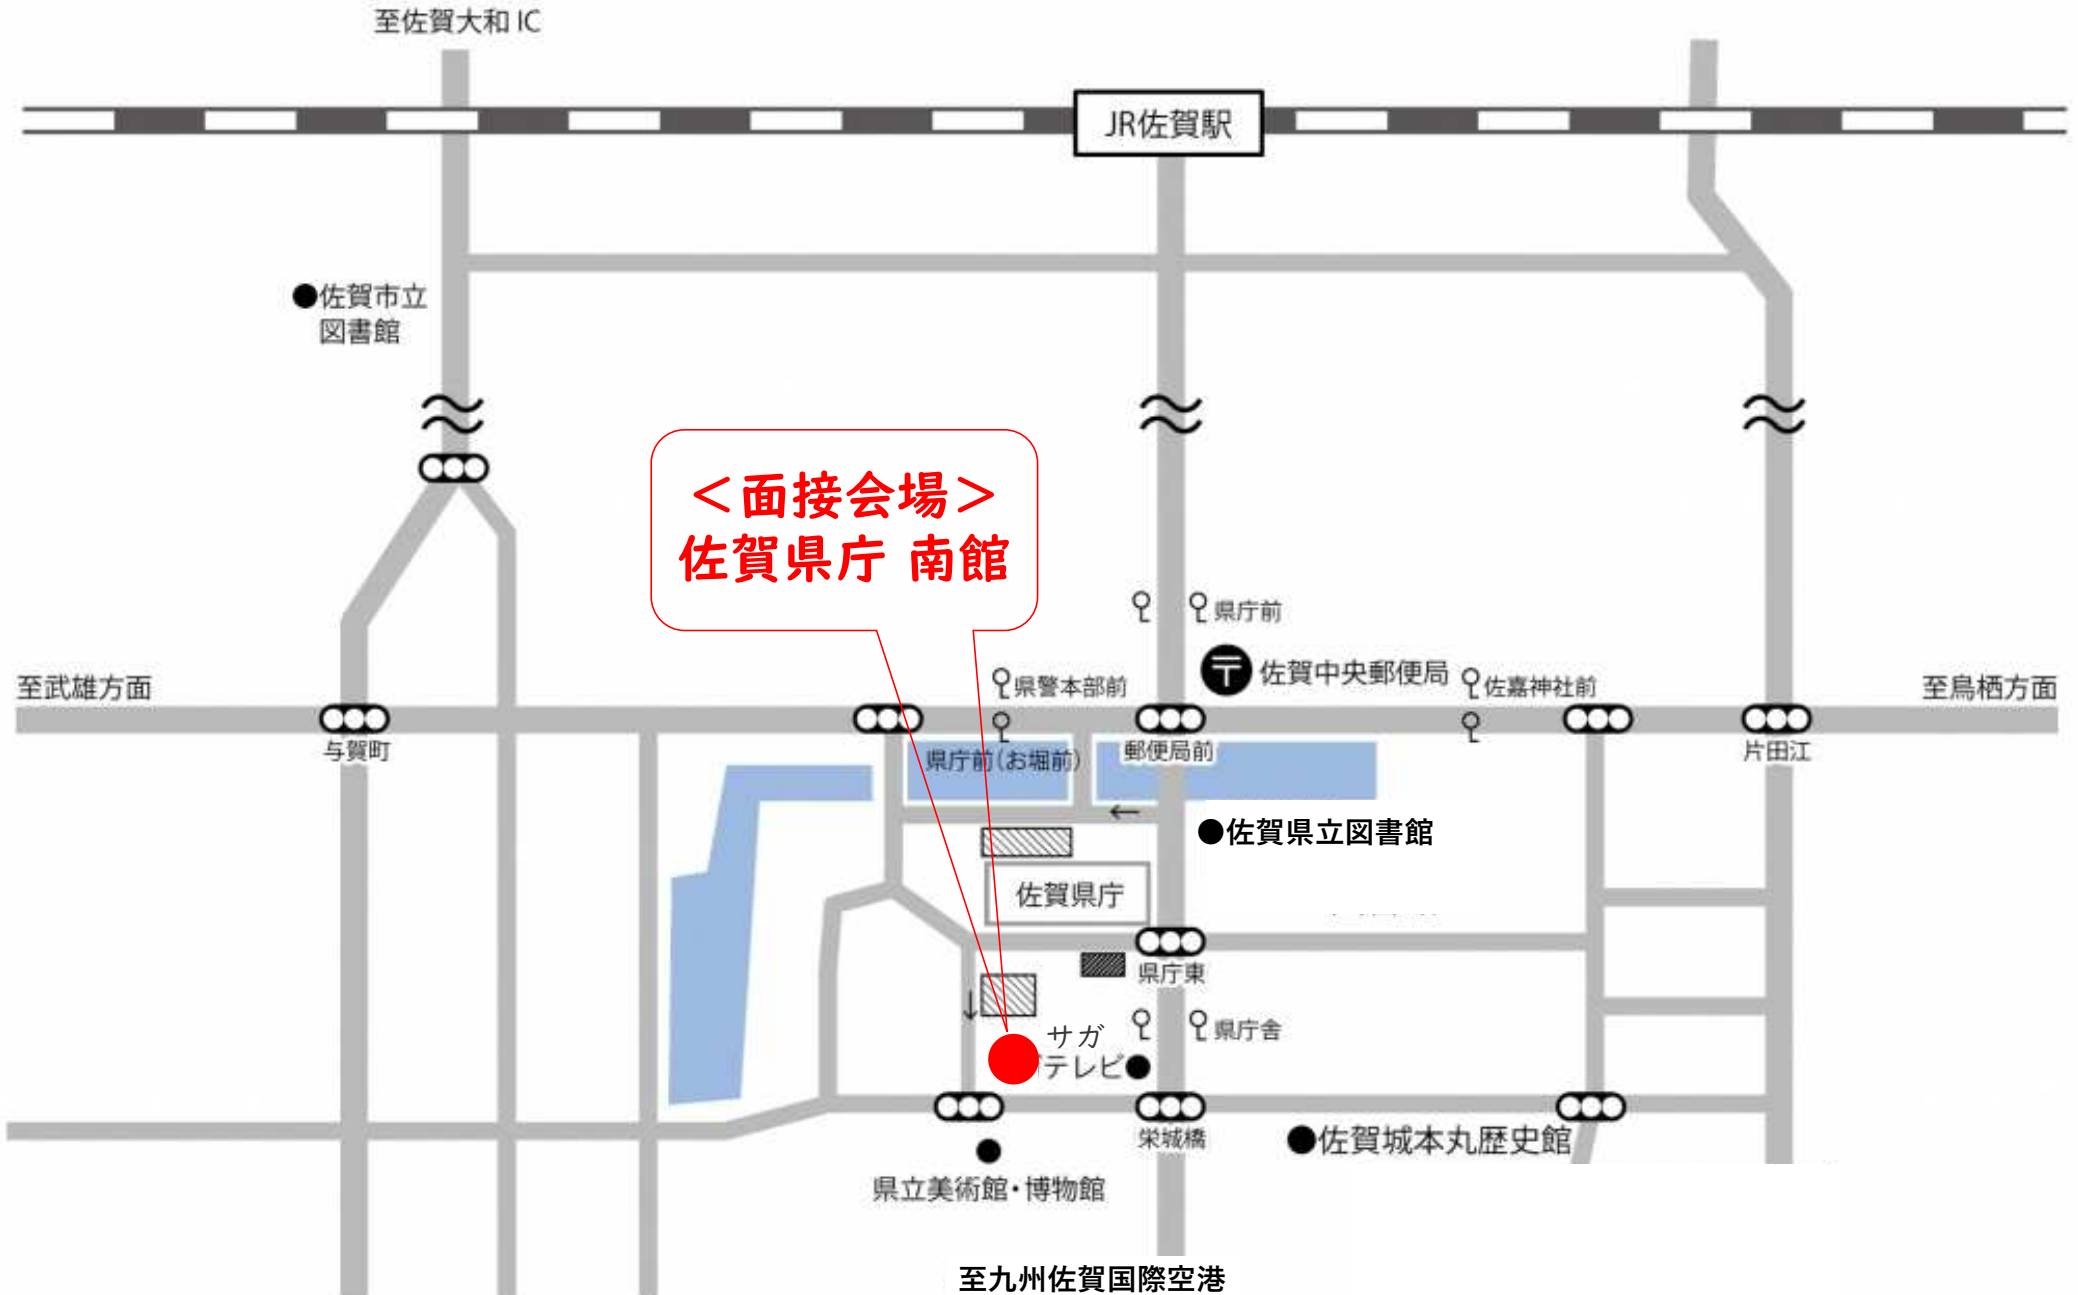 至佐賀大和 IC
JR佐賀駅
●佐賀市立
図書館
＜面接会場＞
佐賀県庁 南館
県庁前
佐賀中央郵便局
県警本部前
佐嘉神社前
至武雄方面
至鳥栖方面
与賀町
県庁前(お堀前)
郵便局前
片田江
←
●佐賀県立図書館
佐賀県庁
県庁東
↓
サガ
テレビ●
県庁舎
栄城橋
●佐賀城本丸歴史館
県立美術館・博物館
至九州佐賀国際空港